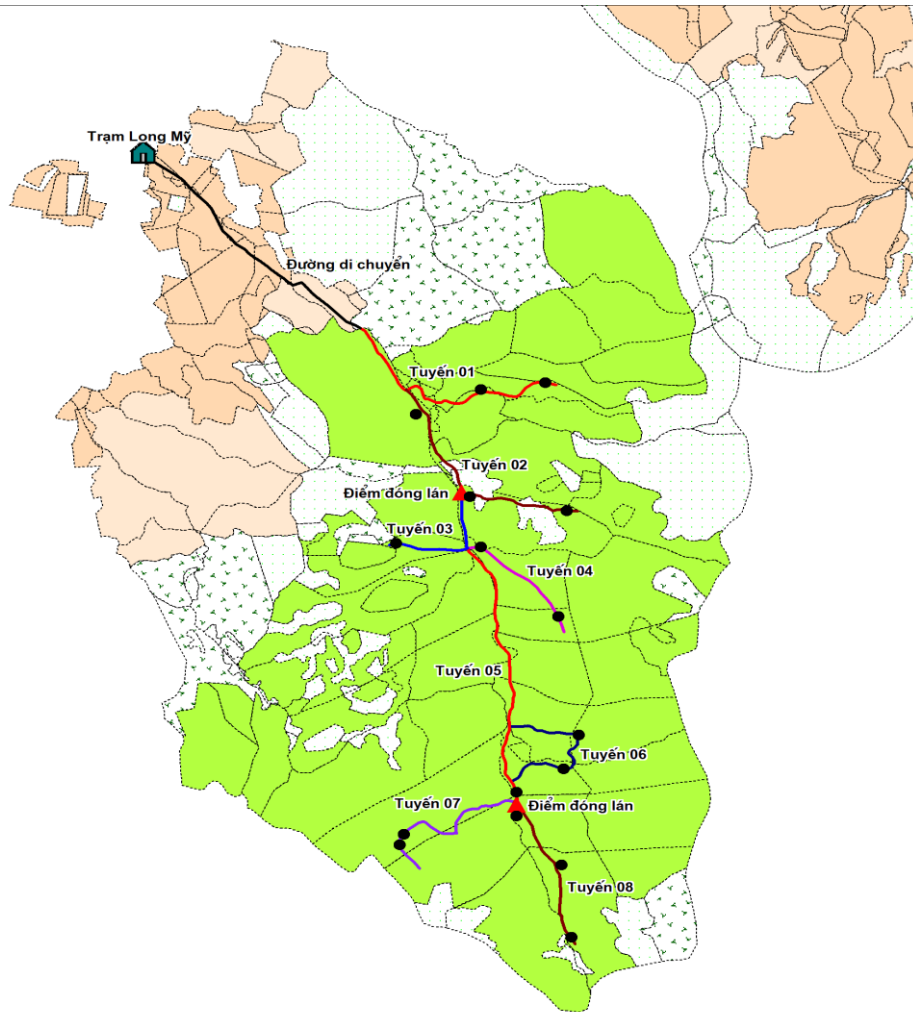 Trạm Long Mỹ
Đường di chuyển
Tuyến 01
Tuyến 02
Điểm đóng lán
Tuyến 03
Tuyến 04
Tuyến 05
Tuyến 06
Tuyến 07
Điểm đóng lán
Tuyến 08